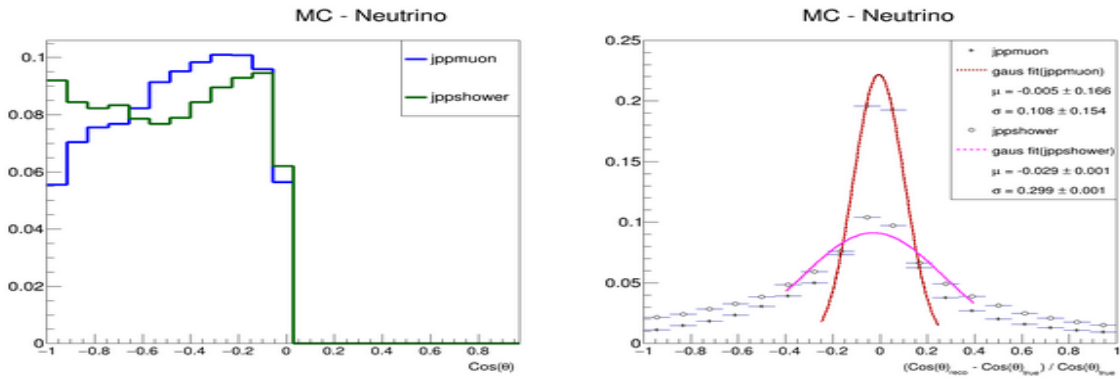 MC - Neutrino
0.1
0.08
0.06
0.04
0.02
0
−1 −0.8 −0.6 −0.4 −0.2 0 0.2 0.4 0.6 0.8
Cos(θ)
jppmuon
jppshower
MC - Neutrino
0.25
0.2
0.15
0.1
0.05
0
−1 −0.8 −0.6 −0.4 −0.2 0 0.2 0.4 0.6 0.8 1
(Cos(θ)reco - Cos(θ)true) / Cos(θ)true
jppmuon
gaus fit(jppmuon)
μ = -0.005 ± 0.166
σ = 0.108 ± 0.154
jppshower
gaus fit(jppshower)
μ = -0.029 ± 0.001
σ = 0.299 ± 0.001